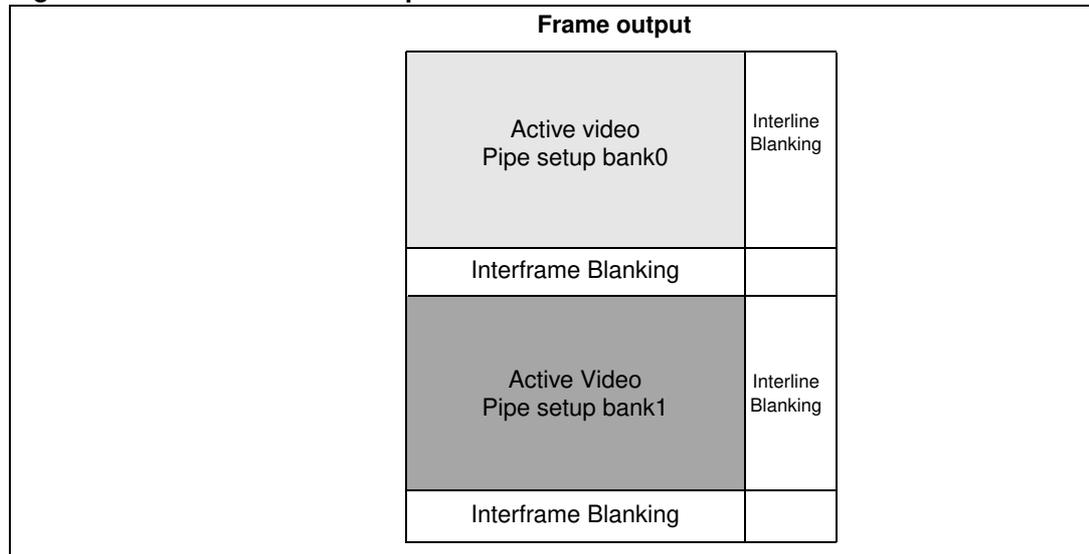 Frame output
Active video
Pipe setup bank0
Interline
Blanking
Interframe Blanking
Active Video
Pipe setup bank1
Interline
Blanking
Interframe Blanking